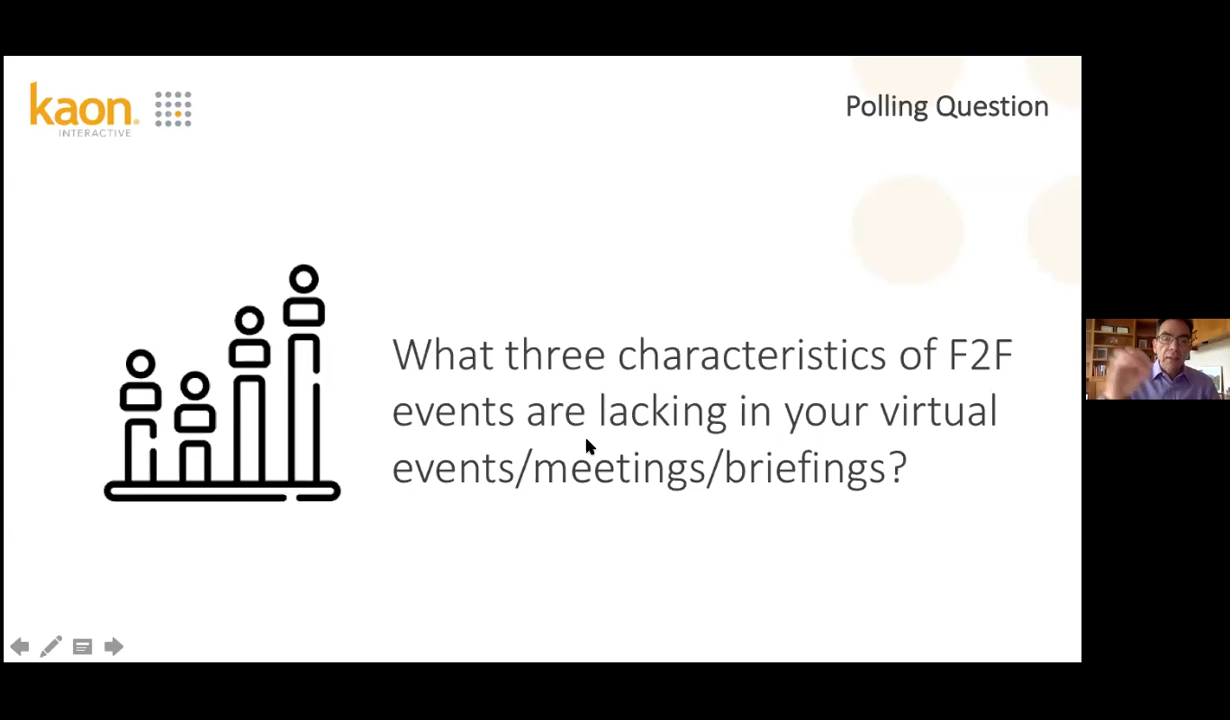 kaon.
INTERACTIVE
Polling Question
What three characteristics of F2F
events are lacking in your virtual
events/meetings/briefings?